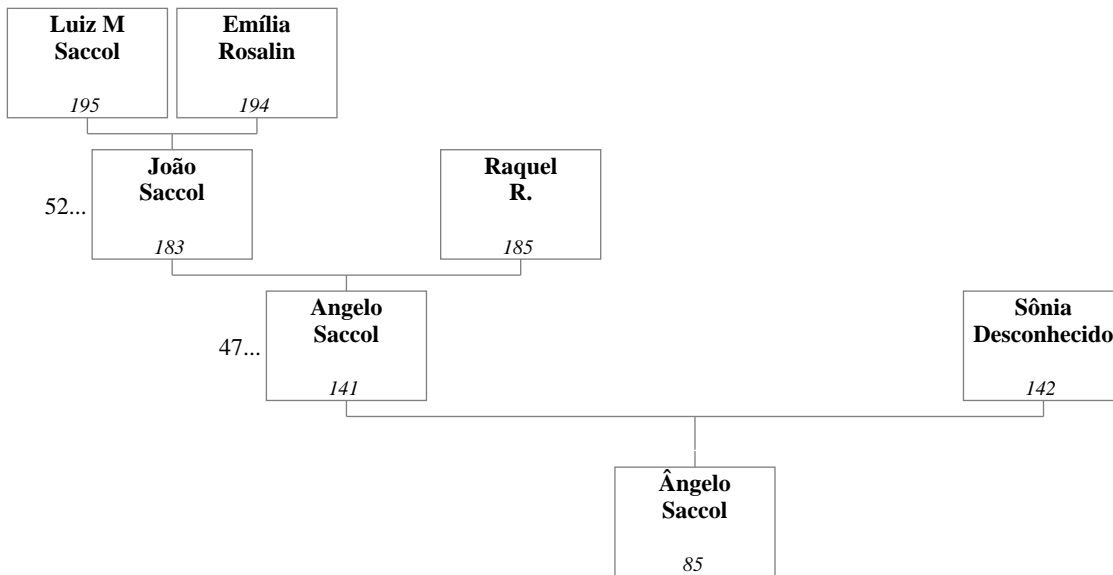 Luiz M
Saccol
195
Emília
Rosalin
194
52...
João
Saccol
183
Raquel
R.
185
47...
Angelo
Saccol
141
Sônia
Desconhecido
142
Ângelo
Saccol
85